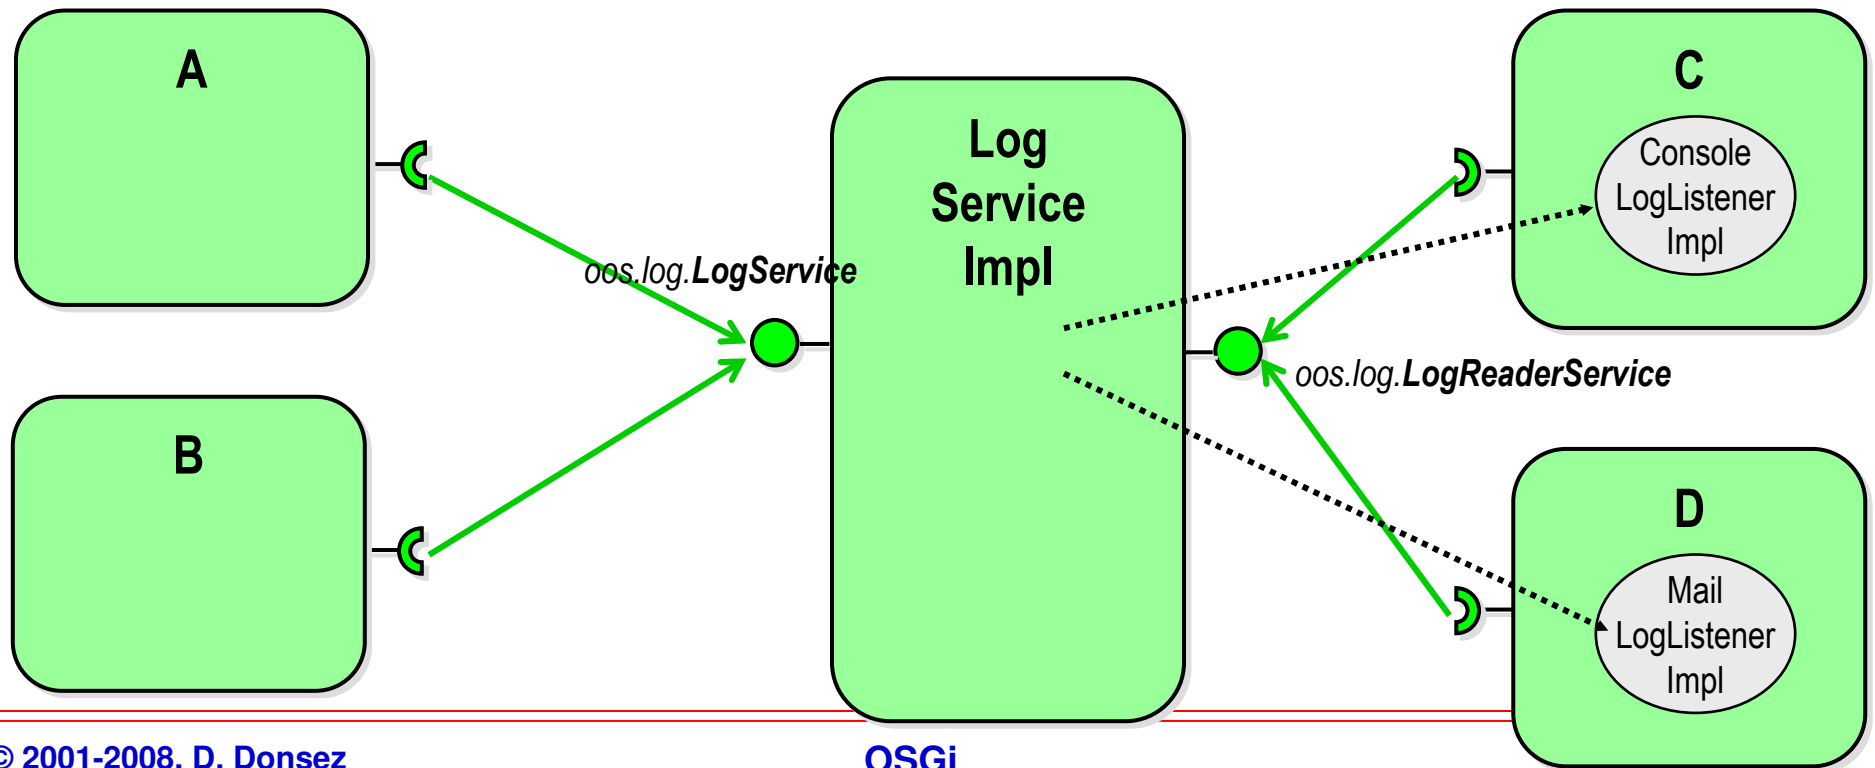 A
B
oos.log.LogService
Log
Service
Impl
oos.log.LogReaderService
C
Console
LogListener
Impl
D
Mail
LogListener
Impl
© 2001-2008, D. Donsez
OSGi